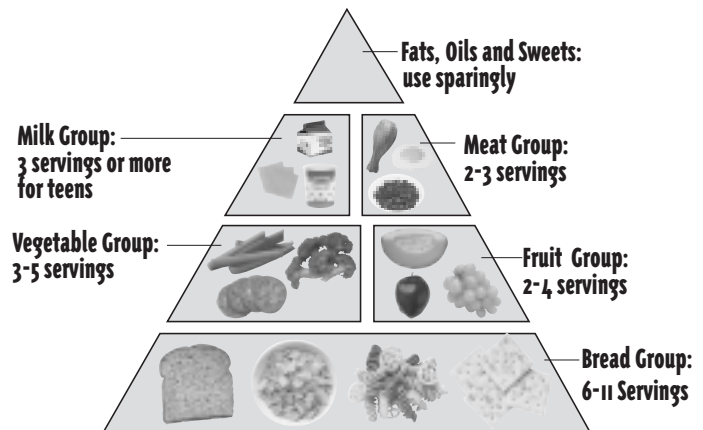 Fats, Oils and Sweets:
use sparingly
Milk Group:
3 servings or more
for teens
Meat Group:
2-3 servings
Vegetable Group:
3-5 servings
Fruit Group:
2-4 servings
Bread Group:
6-11 Servings